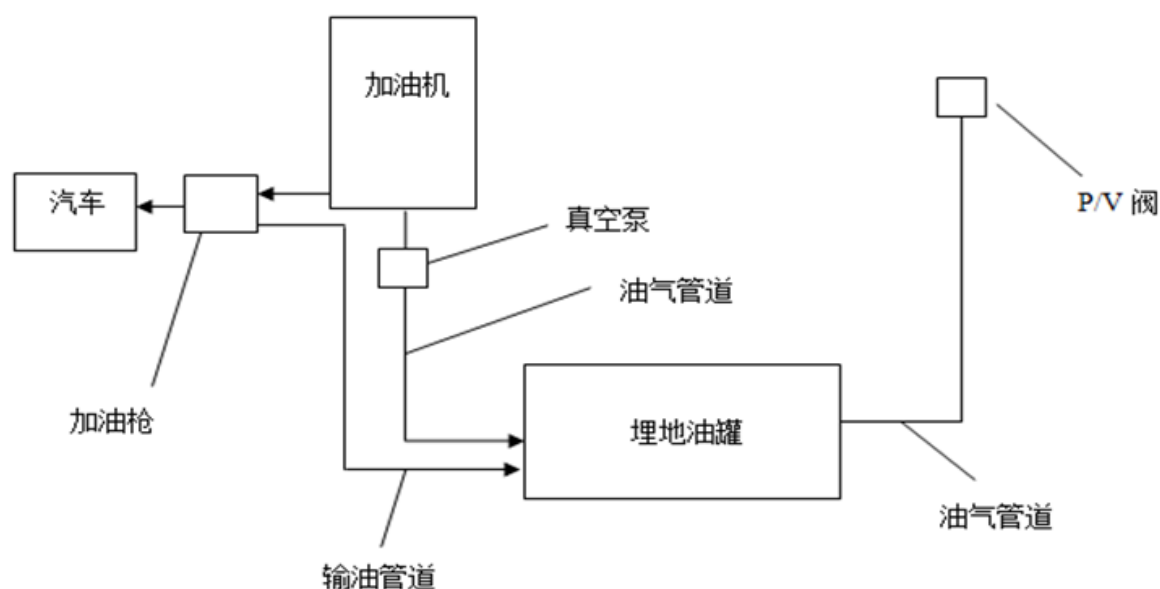 加油机
汽车
P/V 阀
真空泵
油气管道
加油枪
埋地油罐
油气管道
输油管道